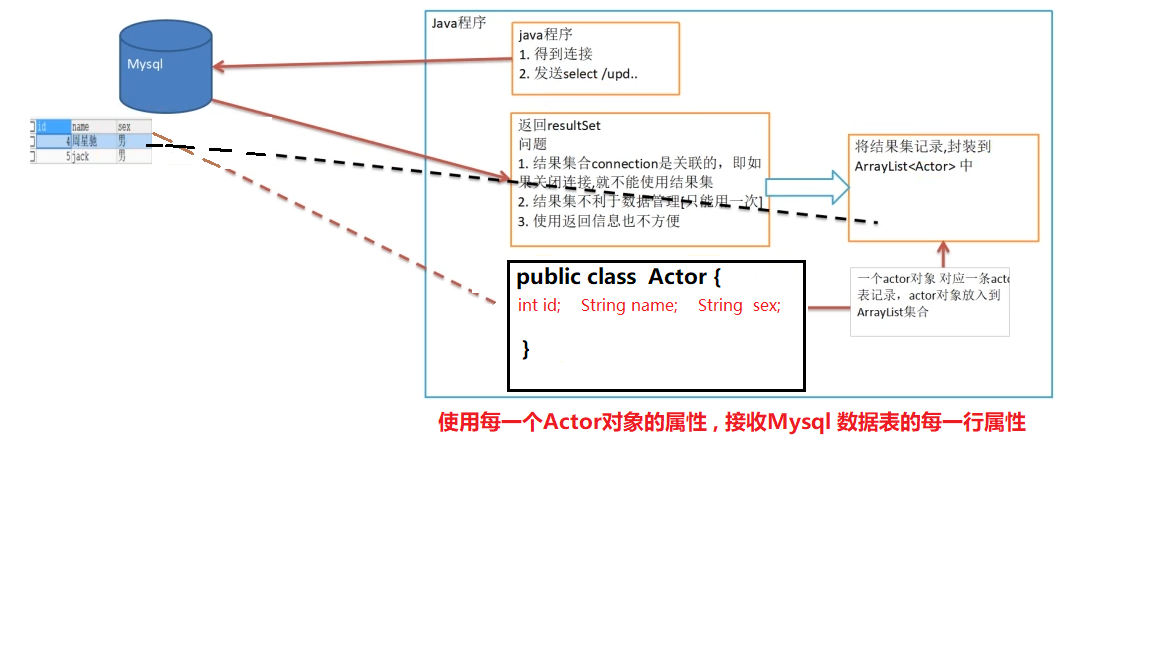 Java程序
java程序
1. 得到连接
2. 发送select /upd..
Mysql
id name sex
4 周星驰 男
5 jack 男
返回resultSet
问题
1. 结果集合connection是关联的，即如
果关闭连接,就不能使用结果集
2. 结果集不利于数据管理[只能用一次]
3. 使用返回信息也不方便
将结果集记录,封装到
ArrayList<Actor> 中
public class Actor {
int id; String name; String sex;
}
一个actor对象 对应一条acto
表记录，actor对象放入到
ArrayList集合
使用每一个Actor对象的属性 , 接收Mysql 数据表的每一行属性